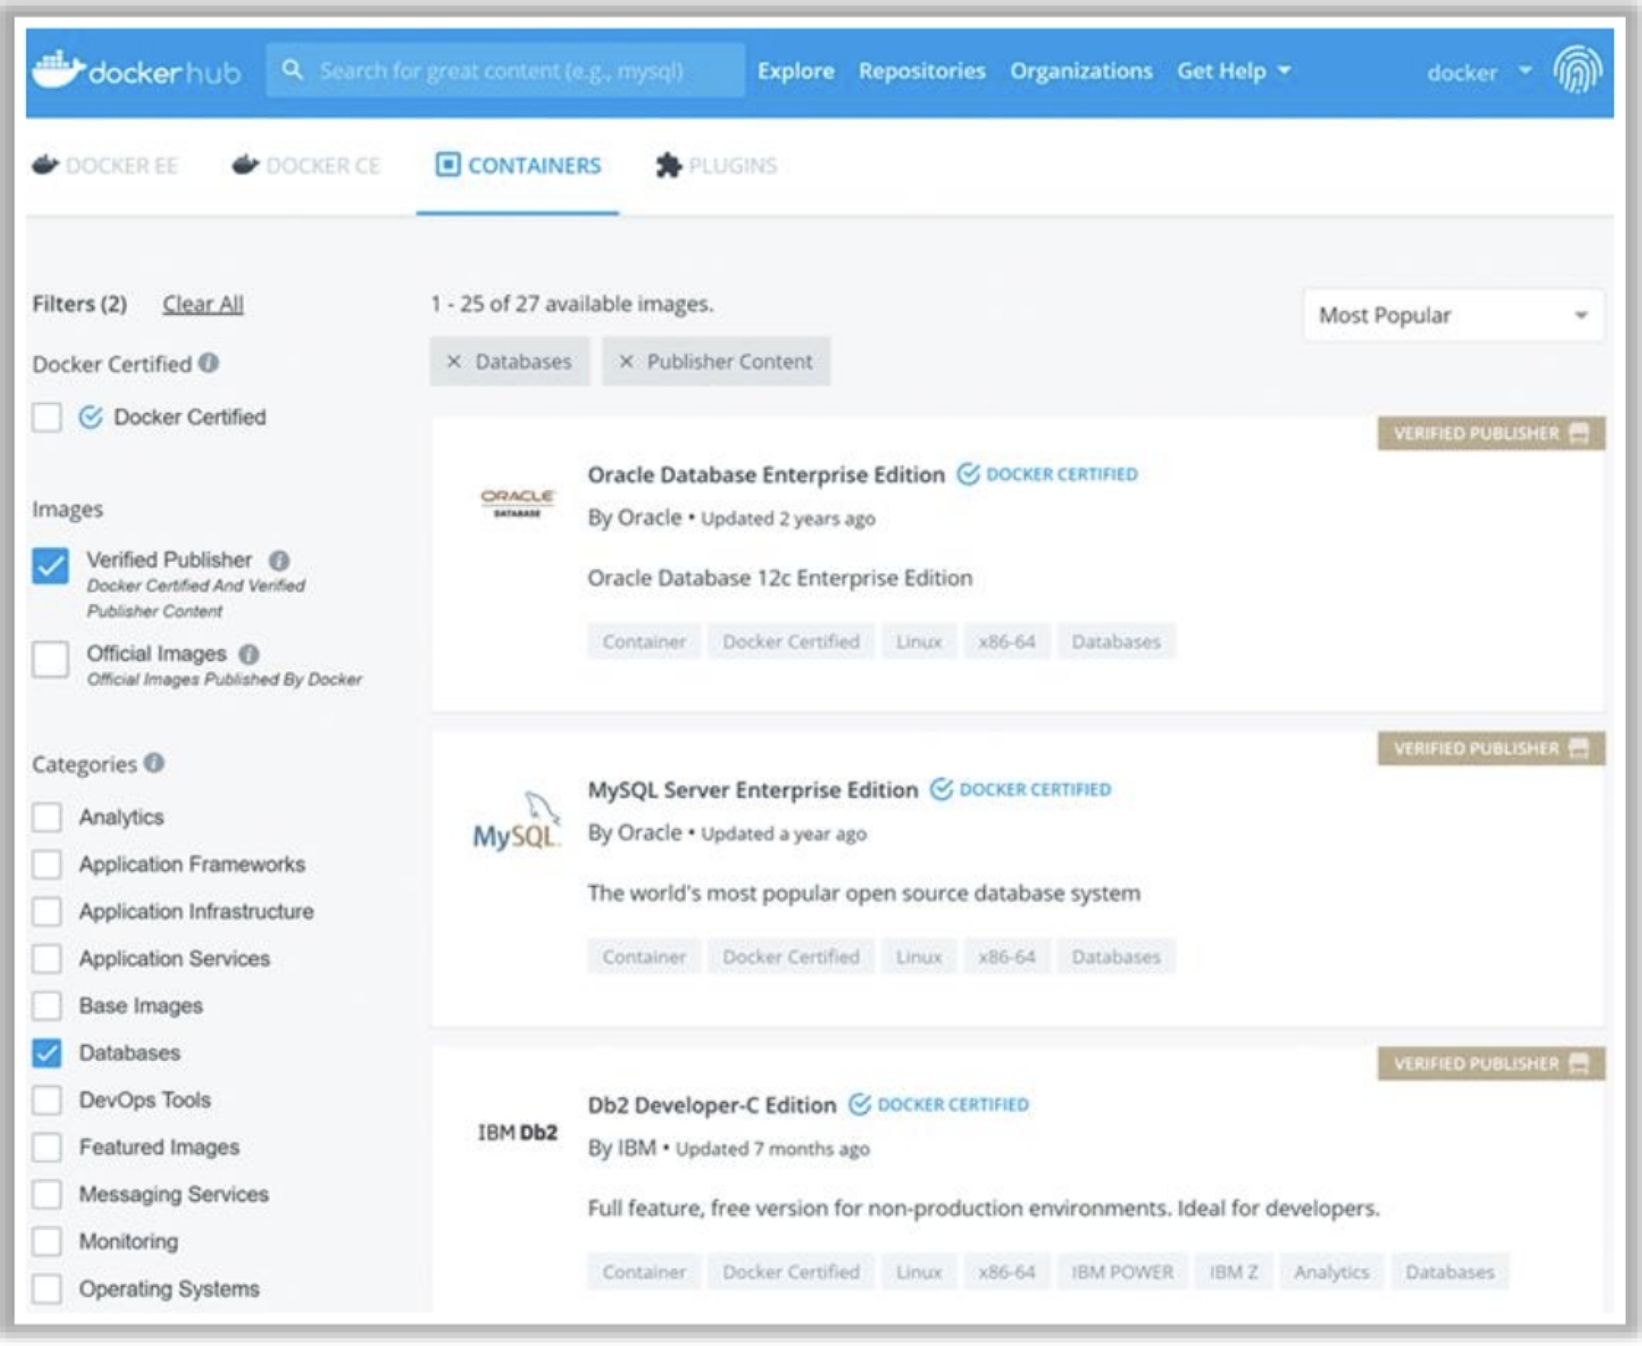 dockerhub Search for great content (e.g., mysql) Explore Repositories Organizations Get Help docker
DOCKER EE DOCKER CE CONTAINERS PLUGINS
Filters (2) Clear All
Docker Certified
Docker Certified
Images
Verified Publisher
Docker Certified And Verified
Publisher Content
Official Images
Official Images Published By Docker
Categories
Analytics
Application Frameworks
Application Infrastructure
Application Services
Base Images
Databases
DevOps Tools
Featured Images
Messaging Services
Monitoring
Operating Systems
1 - 25 of 27 available images.
Most Popular
Databases Publisher Content
VERIFIED PUBLISHER
ORACLE
DATABASE
Oracle Database Enterprise Edition DOCKER CERTIFIED
By Oracle • Updated 2 years ago
Oracle Database 12c Enterprise Edition
Container Docker Certified Linux x86-64 Databases
VERIFIED PUBLISHER
MySQL
MySQL Server Enterprise Edition DOCKER CERTIFIED
By Oracle • Updated a year ago
The world's most popular open source database system
Container Docker Certified Linux x86-64 Databases
VERIFIED PUBLISHER
IBM Db2
Db2 Developer-C Edition DOCKER CERTIFIED
By IBM • Updated 7 months ago
Full feature, free version for non-production environments. Ideal for developers.
Container Docker Certified Linux x86-64 IBM POWER IBM Z Analytics Databases